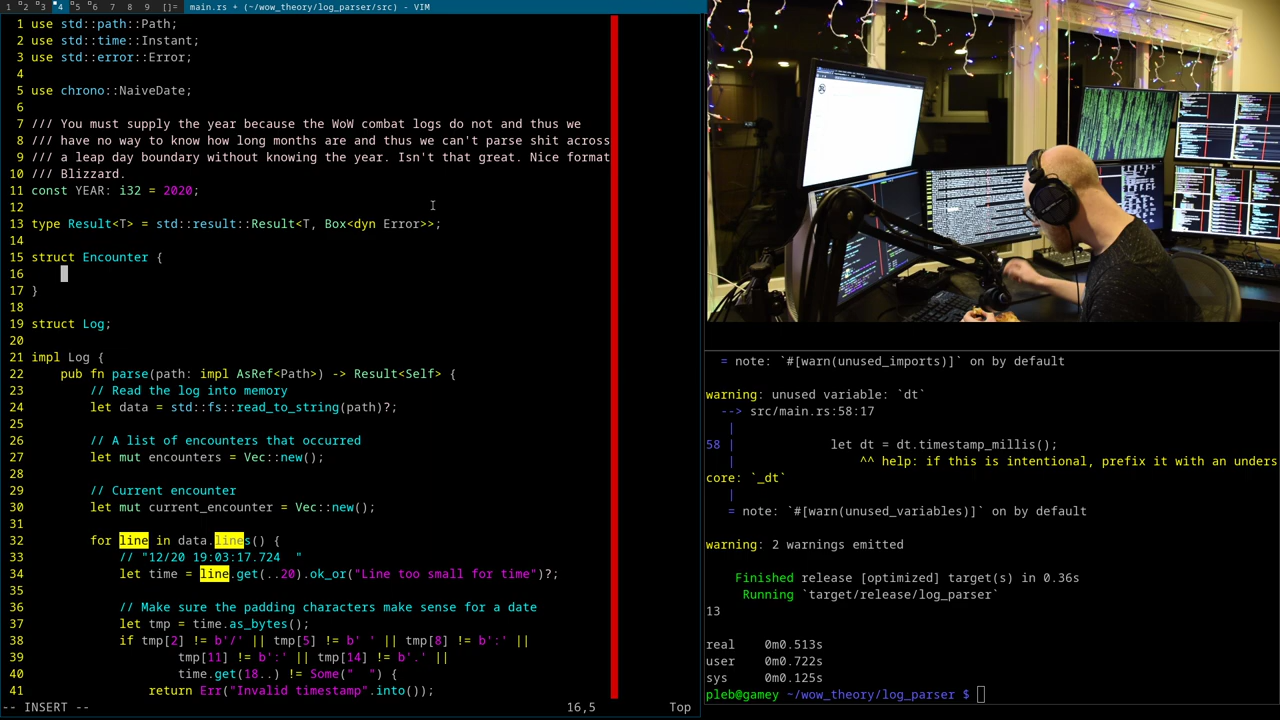 1 2 3 4 5 6 7 8 9 []= main.rs + (~/wow_theory/log_parser/src) - VIM
1 use std::path::Path;
2 use std::time::Instant;
3 use std::error::Error;
4
5 use chrono::NaiveDate;
6
7 /// You must supply the year because the WoW combat logs do not and thus we
8 /// have no way to know how long months are and thus we can't parse shit across
9 /// a leap day boundary without knowing the year. Isn't that great. Nice format
10 /// Blizzard.
11 const YEAR: i32 = 2020;
12
13 type Result<T> = std::result::Result<T, Box<dyn Error>>;
14
15 struct Encounter {
16
17 }
18
19 struct Log;
20
21 impl Log {
22     pub fn parse(path: impl AsRef<Path>) -> Result<Self> {
23         // Read the log into memory
24         let data = std::fs::read_to_string(path)?;
25
26         // A list of encounters that occurred
27         let mut encounters = Vec::new();
28
29         // Current encounter
30         let mut current_encounter = Vec::new();
31
32         for line in data.lines() {
33             // "12/20 19:03:17.724  "
34             let time = line.get(..20).ok_or("Line too small for time")?;
35
36             // Make sure the padding characters make sense for a date
37             let tmp = time.as_bytes();
38             if tmp[2] != b'/' || tmp[5] != b' ' || tmp[8] != b':' ||
39                     tmp[11] != b':' || tmp[14] != b'.' ||
40                     time.get(18..) != Some("  ") {
41                 return Err("Invalid timestamp".into());
-- INSERT -- 16,5 Top
= note: `#[warn(unused_imports)]` on by default
warning: unused variable: `dt`
--> src/main.rs:58:17
|
58 |             let dt = dt.timestamp_millis();
|                 ^^ help: if this is intentional, prefix it with an unders
core: `_dt`
|
= note: `#[warn(unused_variables)]` on by default
warning: 2 warnings emitted
Finished release [optimized] target(s) in 0.36s
Running `target/release/log_parser`
13
real 0m0.513s
user 0m0.722s
sys 0m0.125s
pleb@gamey ~/wow_theory/log_parser $